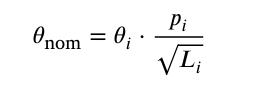 θ_nom = θ_i · p_i / √L_i